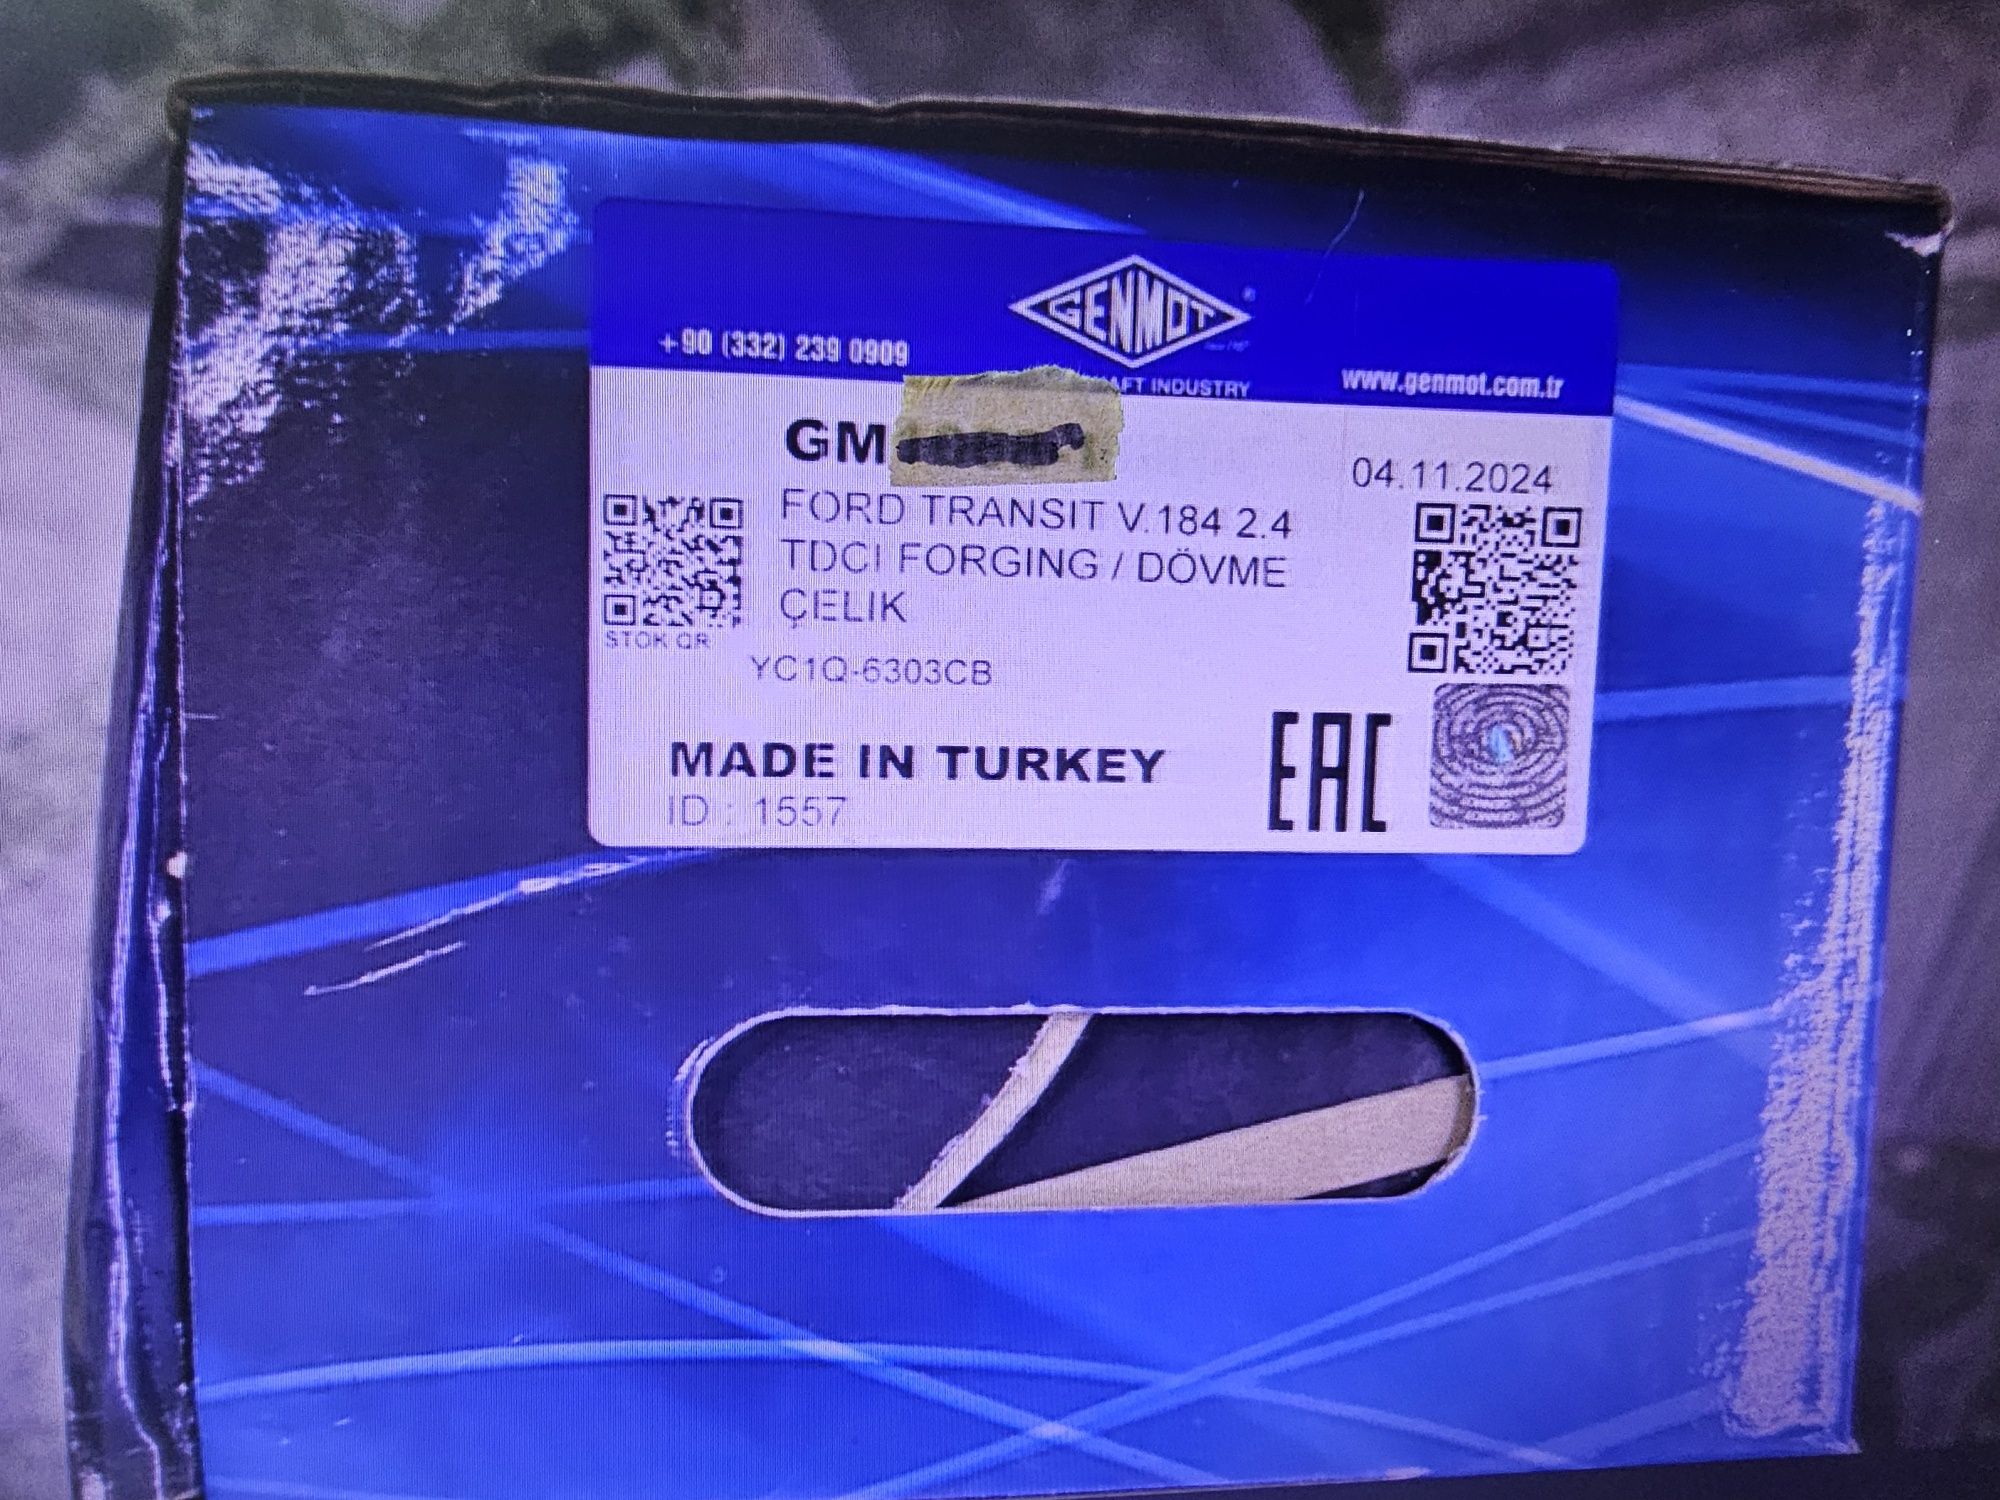 GENMOT
+90 (332) 239 0909
AFT INDUSTRY
www.genmot.com.tr
GM
04.11.2024
FORD TRANSIT V.184 2.4
TDCI FORGING / DÖVME
ÇELIK
STOK QR
YC1Q-6303CB
MADE IN TURKEY
EAC
ID : 1557